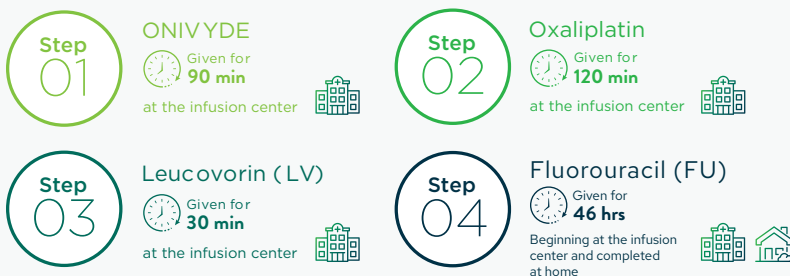 Step
01
ONIVYDE
Given for
90 min
at the infusion center
Step
02
Oxaliplatin
Given for
120 min
at the infusion center
Step
03
Leucovorin (LV)
Given for
30 min
at the infusion center
Step
04
Fluorouracil (FU)
Given for
46 hrs
Beginning at the infusion
center and completed
at home